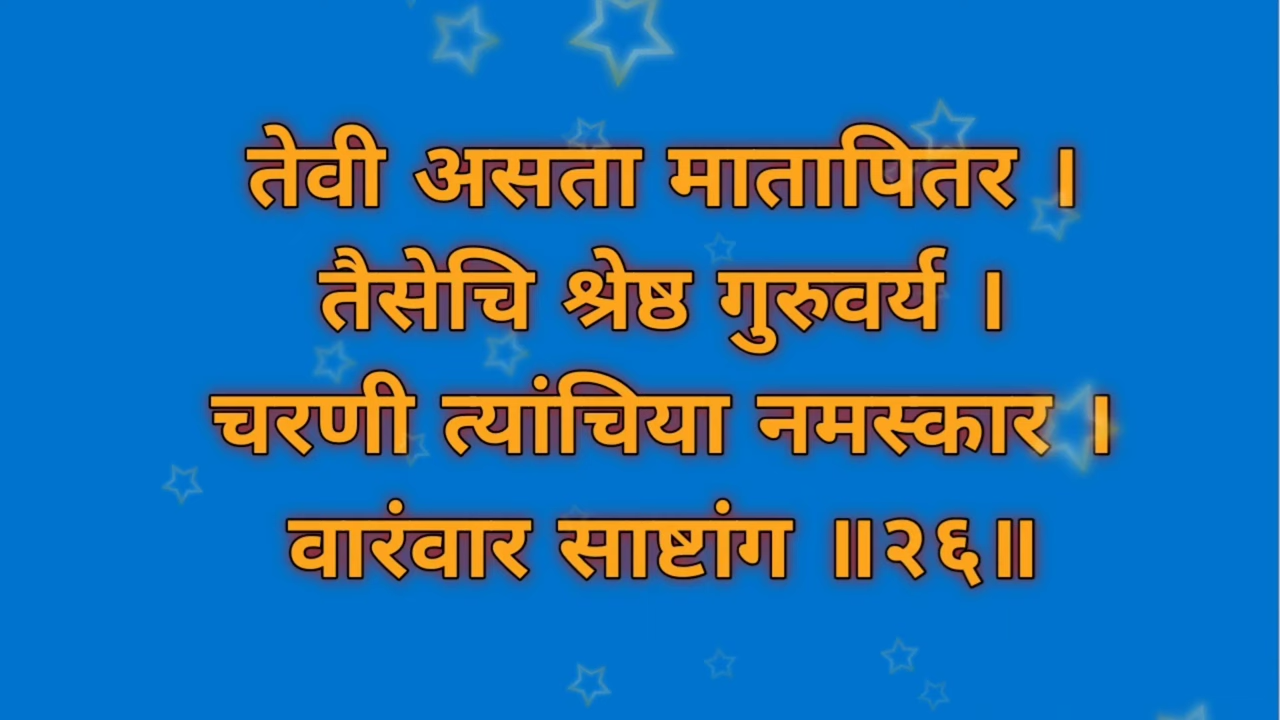 तेवी असता मातापितर ।
तैसेचि श्रेष्ठ गुरुवर्य ।
चरणी त्यांचिया नमस्कार ।
वारंवार साष्टांग ॥२६॥